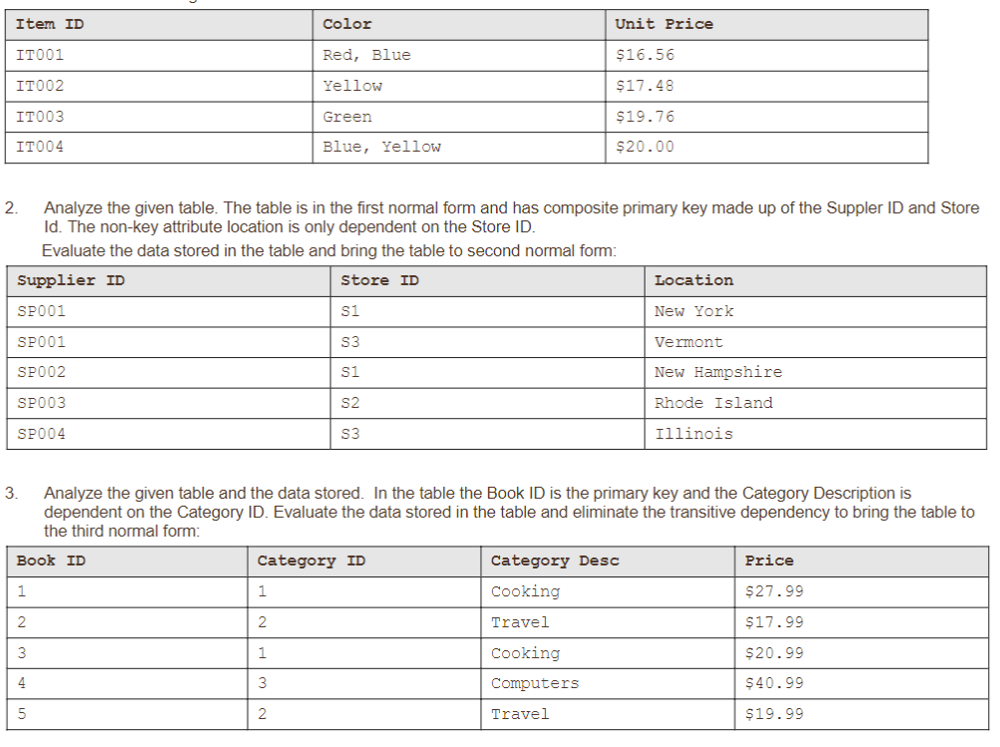 Item ID Color Unit Price
IT001 Red, Blue $16.56
IT002 Yellow $17.48
IT003 Green $19.76
IT004 Blue, Yellow $20.00
2. Analyze the given table. The table is in the first normal form and has composite primary key made up of the Suppler ID and Store
Id. The non-key attribute location is only dependent on the Store ID.
Evaluate the data stored in the table and bring the table to second normal form:
Supplier ID Store ID Location
SP001 S1 New York
SP001 S3 Vermont
SP002 S1 New Hampshire
SP003 S2 Rhode Island
SP004 S3 Illinois
3. Analyze the given table and the data stored. In the table the Book ID is the primary key and the Category Description is
dependent on the Category ID. Evaluate the data stored in the table and eliminate the transitive dependency to bring the table to
the third normal form:
Book ID Category ID Category Desc Price
1 1 Cooking $27.99
2 2 Travel $17.99
3 1 Cooking $20.99
4 3 Computers $40.99
5 2 Travel $19.99